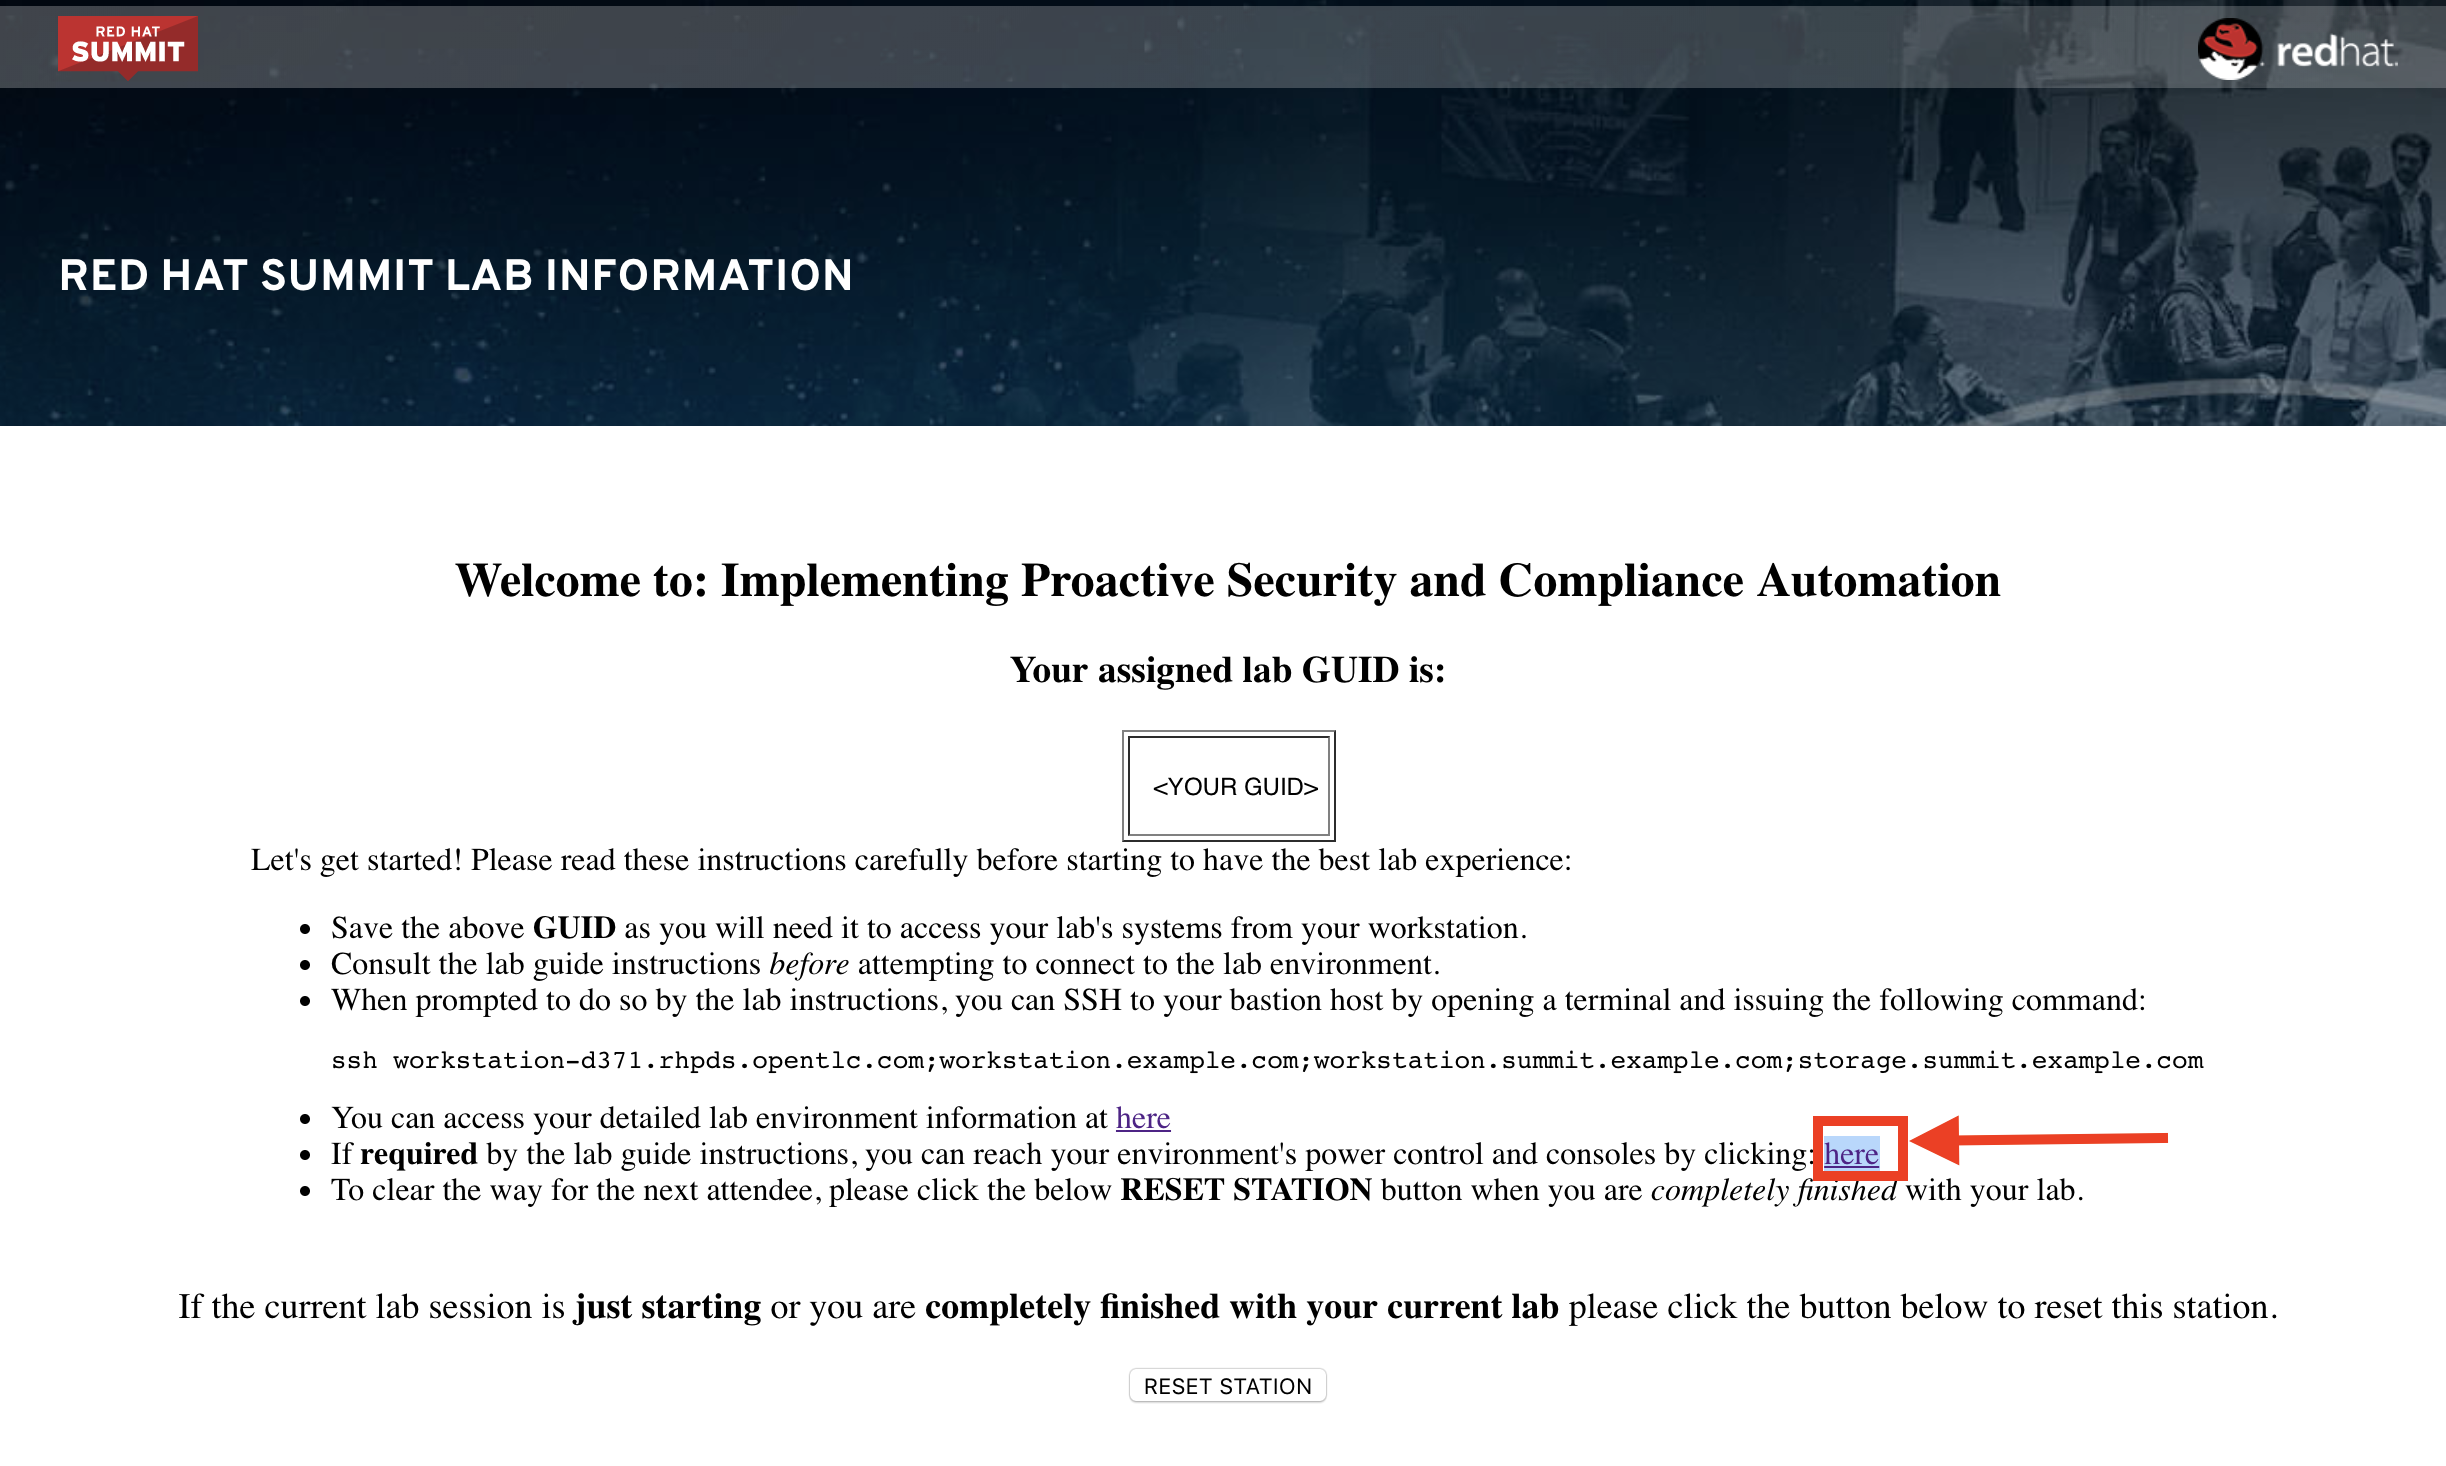 RED HAT
SUMMIT
redhat.
RED HAT SUMMIT LAB INFORMATION
Welcome to: Implementing Proactive Security and Compliance Automation
Your assigned lab GUID is:
<YOUR GUID>
Let's get started! Please read these instructions carefully before starting to have the best lab experience:
• Save the above GUID as you will need it to access your lab's systems from your workstation.
• Consult the lab guide instructions before attempting to connect to the lab environment.
• When prompted to do so by the lab instructions, you can SSH to your bastion host by opening a terminal and issuing the following command:
ssh workstation-d371.rhpds.opentlc.com;workstation.example.com;workstation.summit.example.com;storage.summit.example.com
• You can access your detailed lab environment information at here
• If required by the lab guide instructions, you can reach your environment's power control and consoles by clicking: here
• To clear the way for the next attendee, please click the below RESET STATION button when you are completely finished with your lab.
If the current lab session is just starting or you are completely finished with your current lab please click the button below to reset this station.
RESET STATION